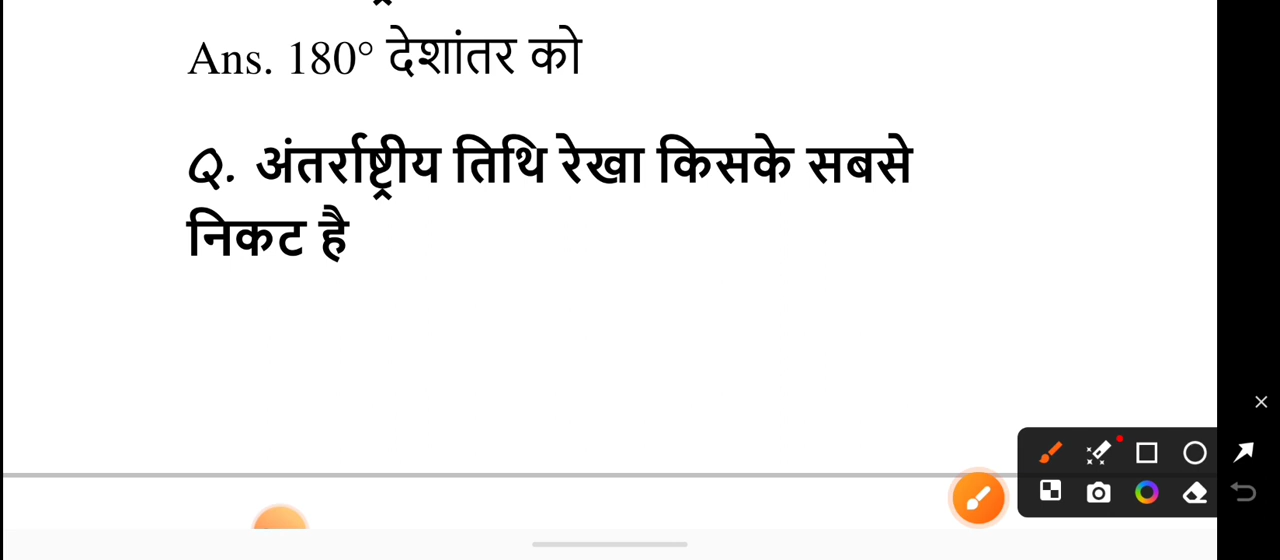 Ans. 180° देशांतर को
Q. अंतर्राष्ट्रीय तिथि रेखा किसके सबसे
निकट है